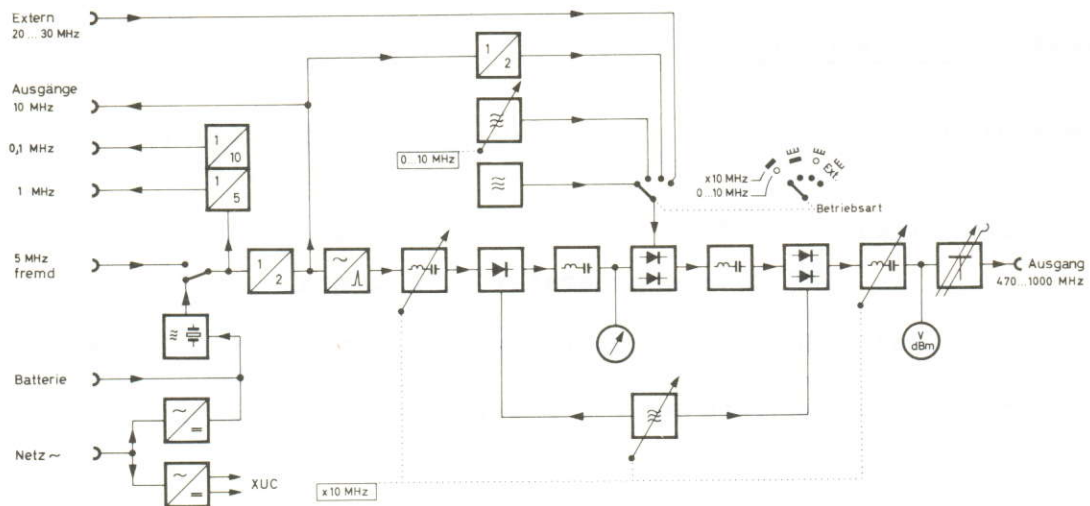 Extern
20 ... 30 MHz
1
2
Ausgänge
10 MHz
0,1 MHz
1
10
0...10 MHz
1 MHz
1
5
x10 MHz
0...10 MHz
Ext.
Betriebsart
5 MHz
fremd
1
2
Ausgang
470...1000 MHz
V
dBm
Batterie
Netz ~
XUC
x10 MHz